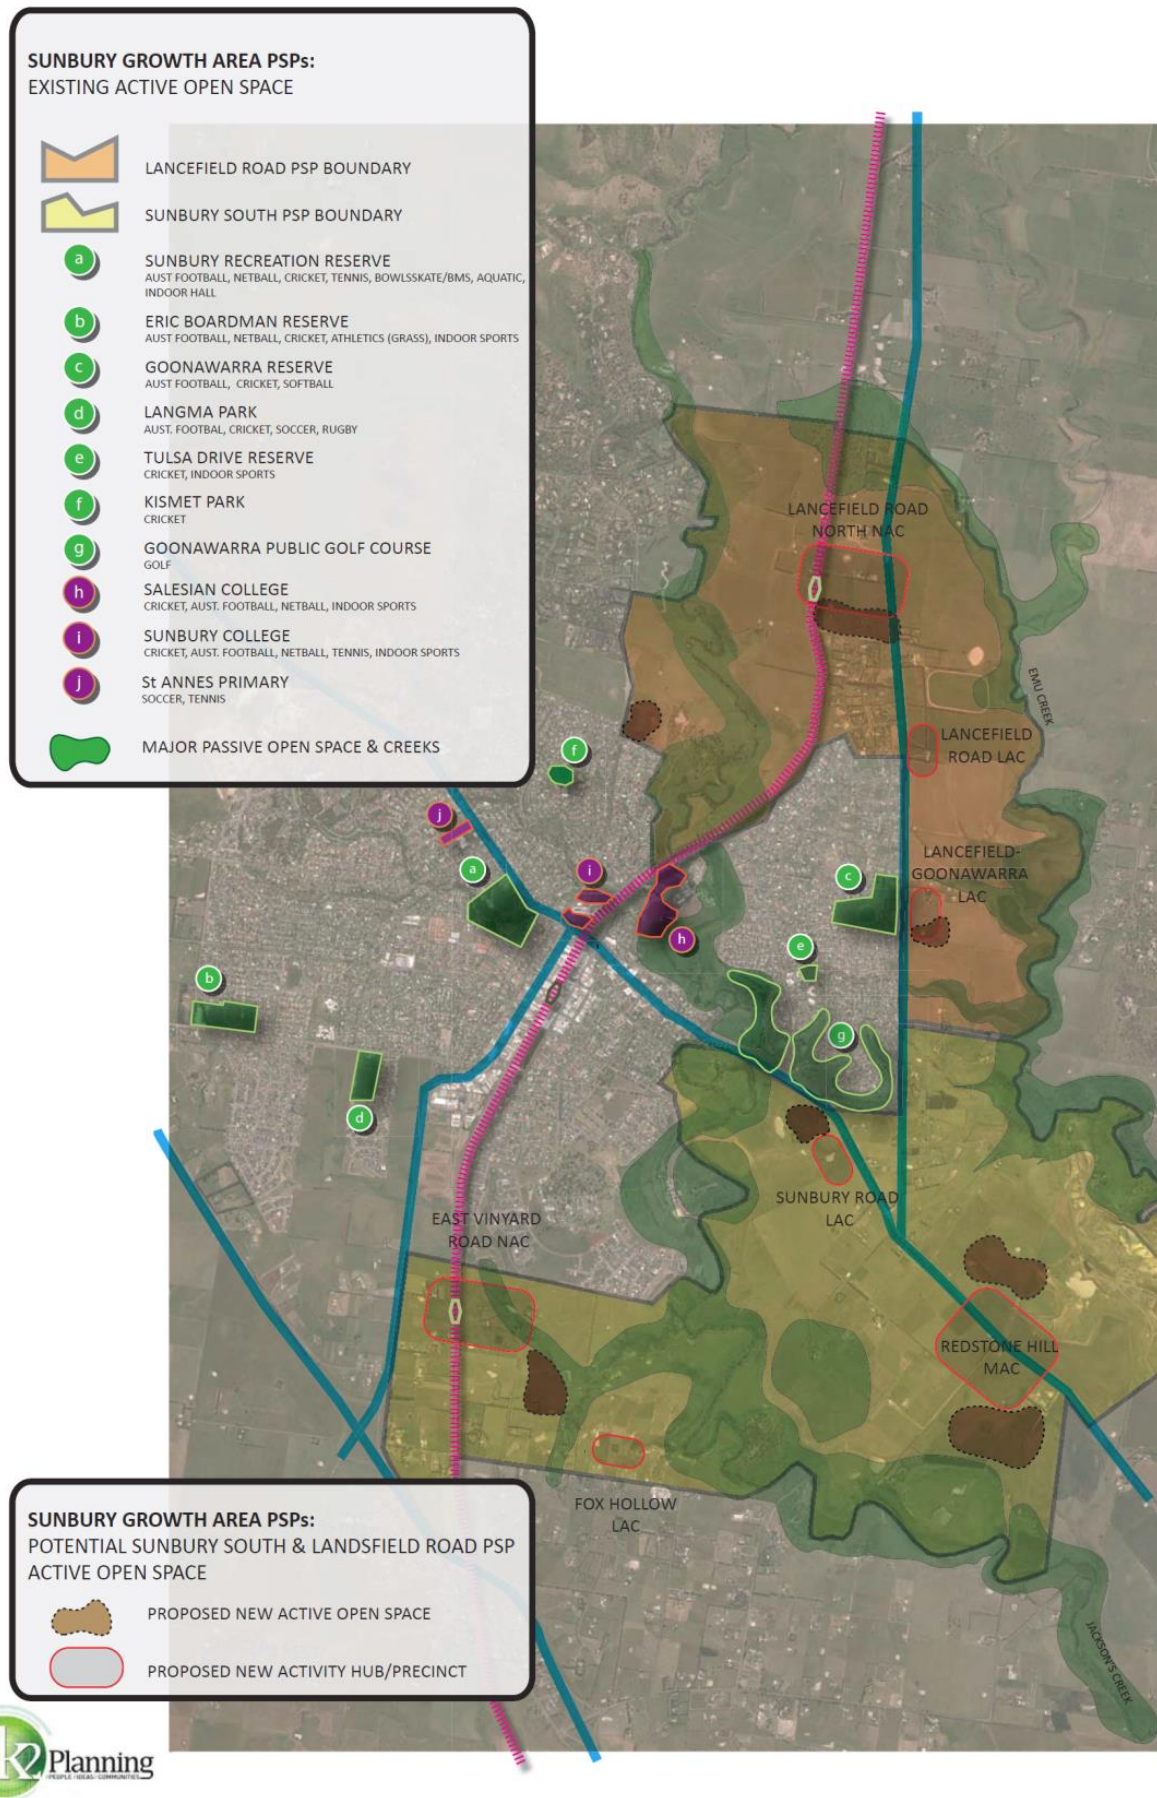 SUNBURY GROWTH AREA PSPs:
EXISTING ACTIVE OPEN SPACE
LANCEFIELD ROAD PSP BOUNDARY
SUNBURY SOUTH PSP BOUNDARY
a
SUNBURY RECREATION RESERVE
AUST FOOTBALL, NETBALL, CRICKET, TENNIS, BOWLSSKATE/BMS, AQUATIC,
INDOOR HALL
b
ERIC BOARDMAN RESERVE
AUST FOOTBALL, NETBALL, CRICKET, ATHLETICS (GRASS), INDOOR SPORTS
c
GOONAWARRA RESERVE
AUST FOOTBALL, CRICKET, SOFTBALL
d
LANGMA PARK
AUST. FOOTBAL, CRICKET, SOCCER, RUGBY
e
TULSA DRIVE RESERVE
CRICKET, INDOOR SPORTS
f
KISMET PARK
CRICKET
g
GOONAWARRA PUBLIC GOLF COURSE
GOLF
h
SALESIAN COLLEGE
CRICKET, AUST. FOOTBALL, NETBALL, INDOOR SPORTS
i
SUNBURY COLLEGE
CRICKET, AUST. FOOTBALL, NETBALL, TENNIS, INDOOR SPORTS
j
St ANNES PRIMARY
SOCCER, TENNIS
MAJOR PASSIVE OPEN SPACE & CREEKS
LANCEFIELD ROAD
NORTH NAC
EMU CREEK
LANCEFIELD
ROAD LAC
f
j
LANCEFIELD-
GOONAWARRA
LAC
a
i
c
h
e
b
g
d
SUNBURY ROAD
LAC
EAST VINYARD
ROAD NAC
REDSTONE HILL
MAC
FOX HOLLOW
LAC
JACKSON'S CREEK
SUNBURY GROWTH AREA PSPs:
POTENTIAL SUNBURY SOUTH & LANDSFIELD ROAD PSP
ACTIVE OPEN SPACE
PROPOSED NEW ACTIVE OPEN SPACE
PROPOSED NEW ACTIVITY HUB/PRECINCT
k2 Planning
PEOPLE / IDEAS / COMMUNITIES